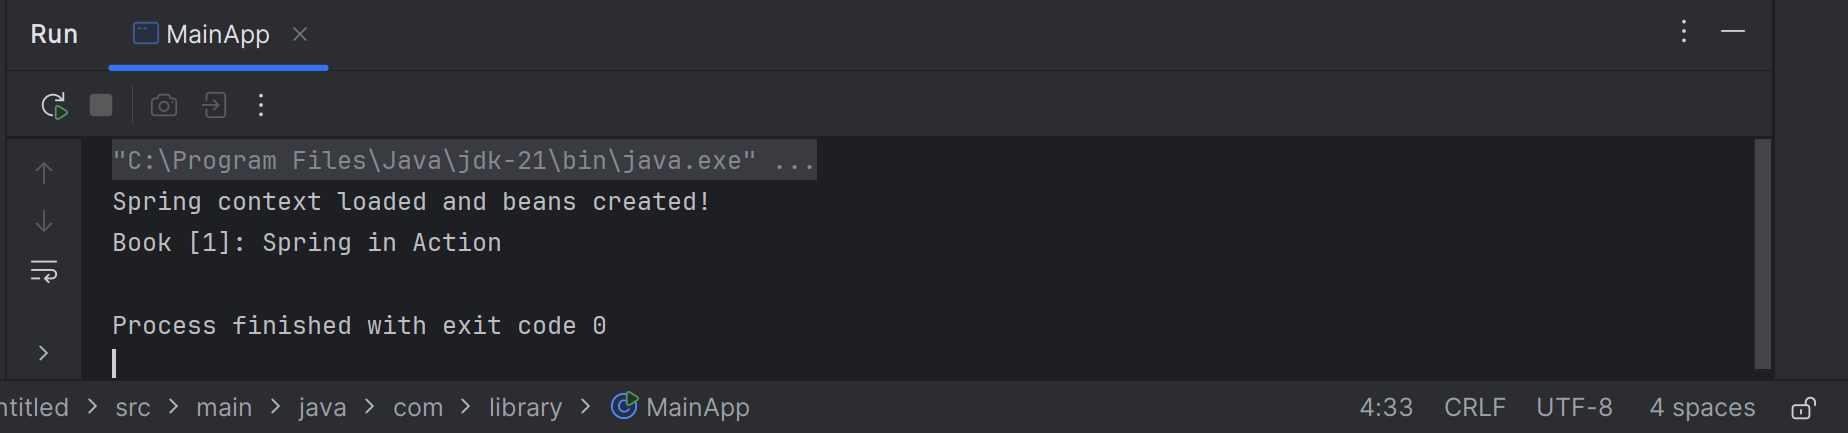 Run MainApp
"C:\Program Files\Java\jdk-21\bin\java.exe" ...
Spring context loaded and beans created!
Book [1]: Spring in Action
Process finished with exit code 0
ntitled > src > main > java > com > library > MainApp 4:33 CRLF UTF-8 4 spaces